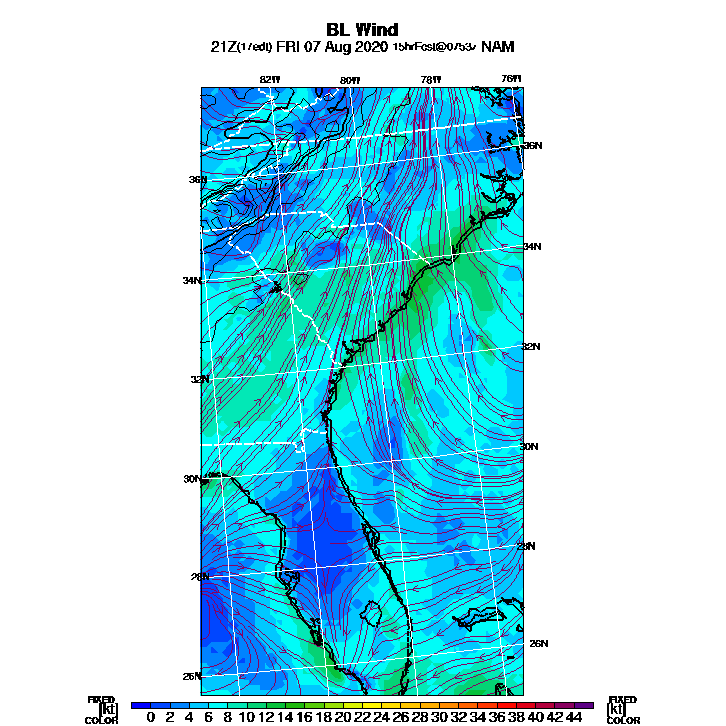 BL Wind
21Z(17edt) FRI 07 Aug 2020 15hrFcst@0753z NAM
82W 80W 78W 76W
36N
36N
34N
34N
32N
32N
30N
30N
28N
28N
26N
26N
FIXED FIXED
[kt] 0 2 4 6 8 10 12 14 16 18 20 22 24 26 28 30 32 34 36 38 40 42 44 [kt]
COLOR COLOR